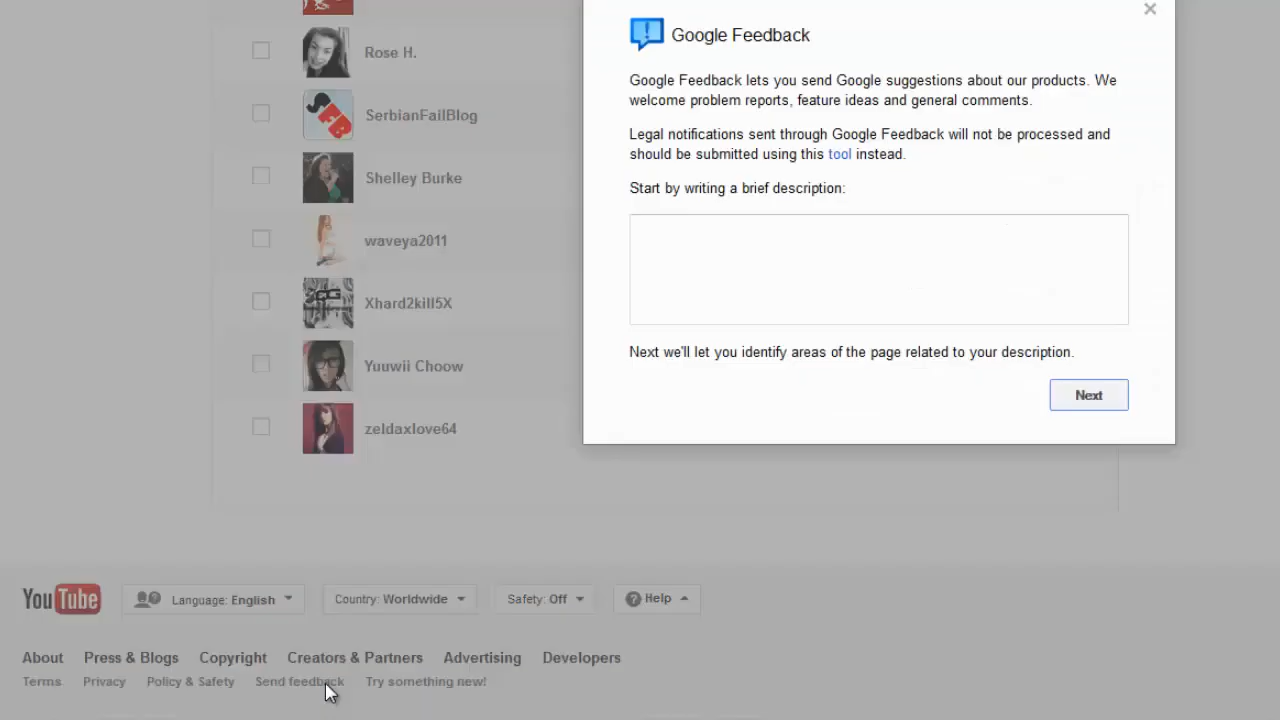 Rose H.
SerbianFailBlog
Shelley Burke
waveya2011
Xhard2kill5X
Yuuwii Choow
zeldaxlove64
Google Feedback
Google Feedback lets you send Google suggestions about our products. We
welcome problem reports, feature ideas and general comments.
Legal notifications sent through Google Feedback will not be processed and
should be submitted using this tool instead.
Start by writing a brief description:
Next we'll let you identify areas of the page related to your description.
Next
YouTube
Language: English
Country: Worldwide
Safety: Off
Help
About Press & Blogs Copyright Creators & Partners Advertising Developers
Terms Privacy Policy & Safety Send feedback Try something new!